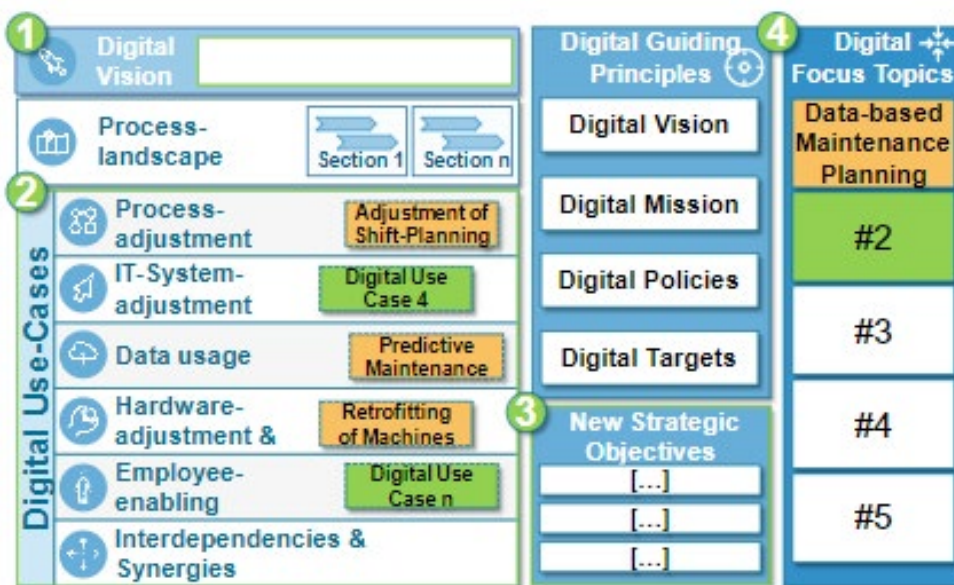 1
Digital
Vision
Process-
landscape
Section 1
Section n
2
Digital Use-Cases
Process-
adjustment
Adjustment of
Shift-Planning
IT-System-
adjustment
Digital Use
Case 4
Data usage
Predictive
Maintenance
Hardware-
adjustment &
Retrofitting
of Machines
Employee-
enabling
Digital Use
Case n
Interdependencies &
Synergies
Digital Guiding
Principles
Digital Vision
Digital Mission
Digital Policies
Digital Targets
3
New Strategic
Objectives
[...]
[...]
[...]
4
Digital
Focus Topics
Data-based
Maintenance
Planning
#2
#3
#4
#5